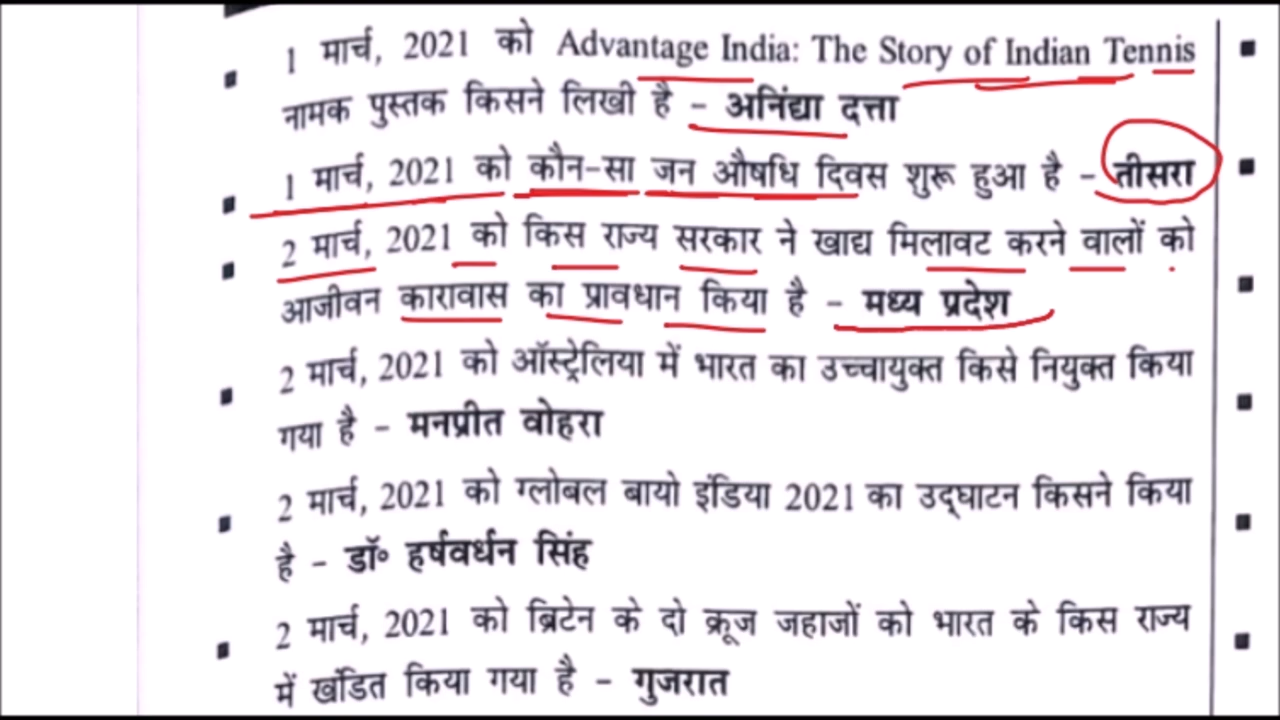 1 मार्च, 2021 को Advantage India: The Story of Indian Tennis
नामक पुस्तक किसने लिखी है - अनिंद्या दत्ता
1 मार्च, 2021 को कौन-सा जन औषधि दिवस शुरू हुआ है - तीसरा
2 मार्च, 2021 को किस राज्य सरकार ने खाद्य मिलावट करने वालों को
आजीवन कारावास का प्रावधान किया है - मध्य प्रदेश
2 मार्च, 2021 को ऑस्ट्रेलिया में भारत का उच्चायुक्त किसे नियुक्त किया
गया है - मनप्रीत वोहरा
2 मार्च, 2021 को ग्लोबल बायो इंडिया 2021 का उद्घाटन किसने किया
है - डॉ॰ हर्षवर्धन सिंह
2 मार्च, 2021 को ब्रिटेन के दो क्रूज जहाजों को भारत के किस राज्य
में खंडित किया गया है - गुजरात